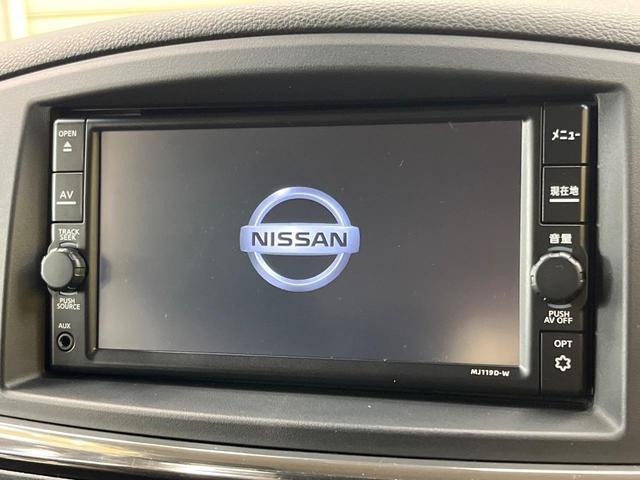 OPEN
AV
TRACK
SEEK
PUSH
SOURCE
AUX
NISSAN
メニュー
現在地
音量
PUSH
AV OFF
OPT
MJ119D-W